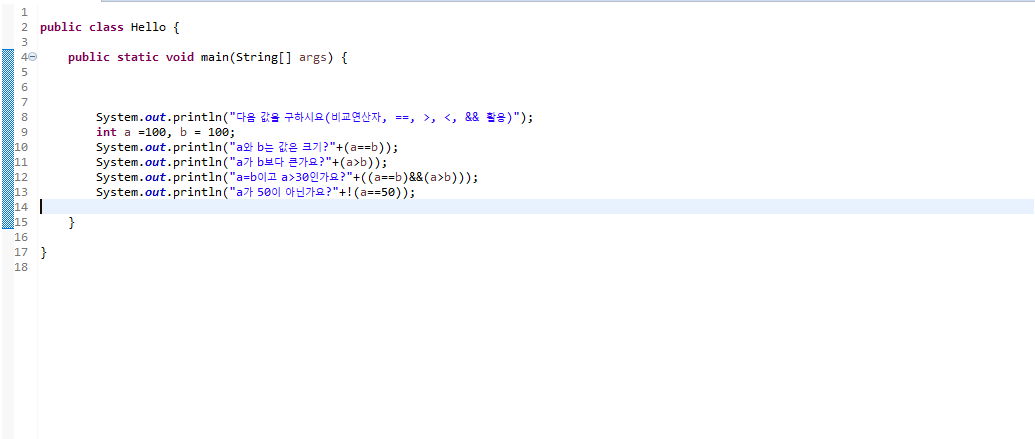 1
2 public class Hello {
3
4 public static void main(String[] args) {
5
6
7
8 System.out.println("다음 값을 구하시요(비교연산자, ==, >, <, && 활용)");
9 int a =100, b = 100;
10 System.out.println("a와 b는 같은 크기?"+(a==b));
11 System.out.println("a가 b보다 큰가요?"+(a>b));
12 System.out.println("a=b이고 a>30인가요?"+((a==b)&&(a>b)));
13 System.out.println("a가 50이 아닌가요?"+!(a==50));
14
15 }
16
17 }
18